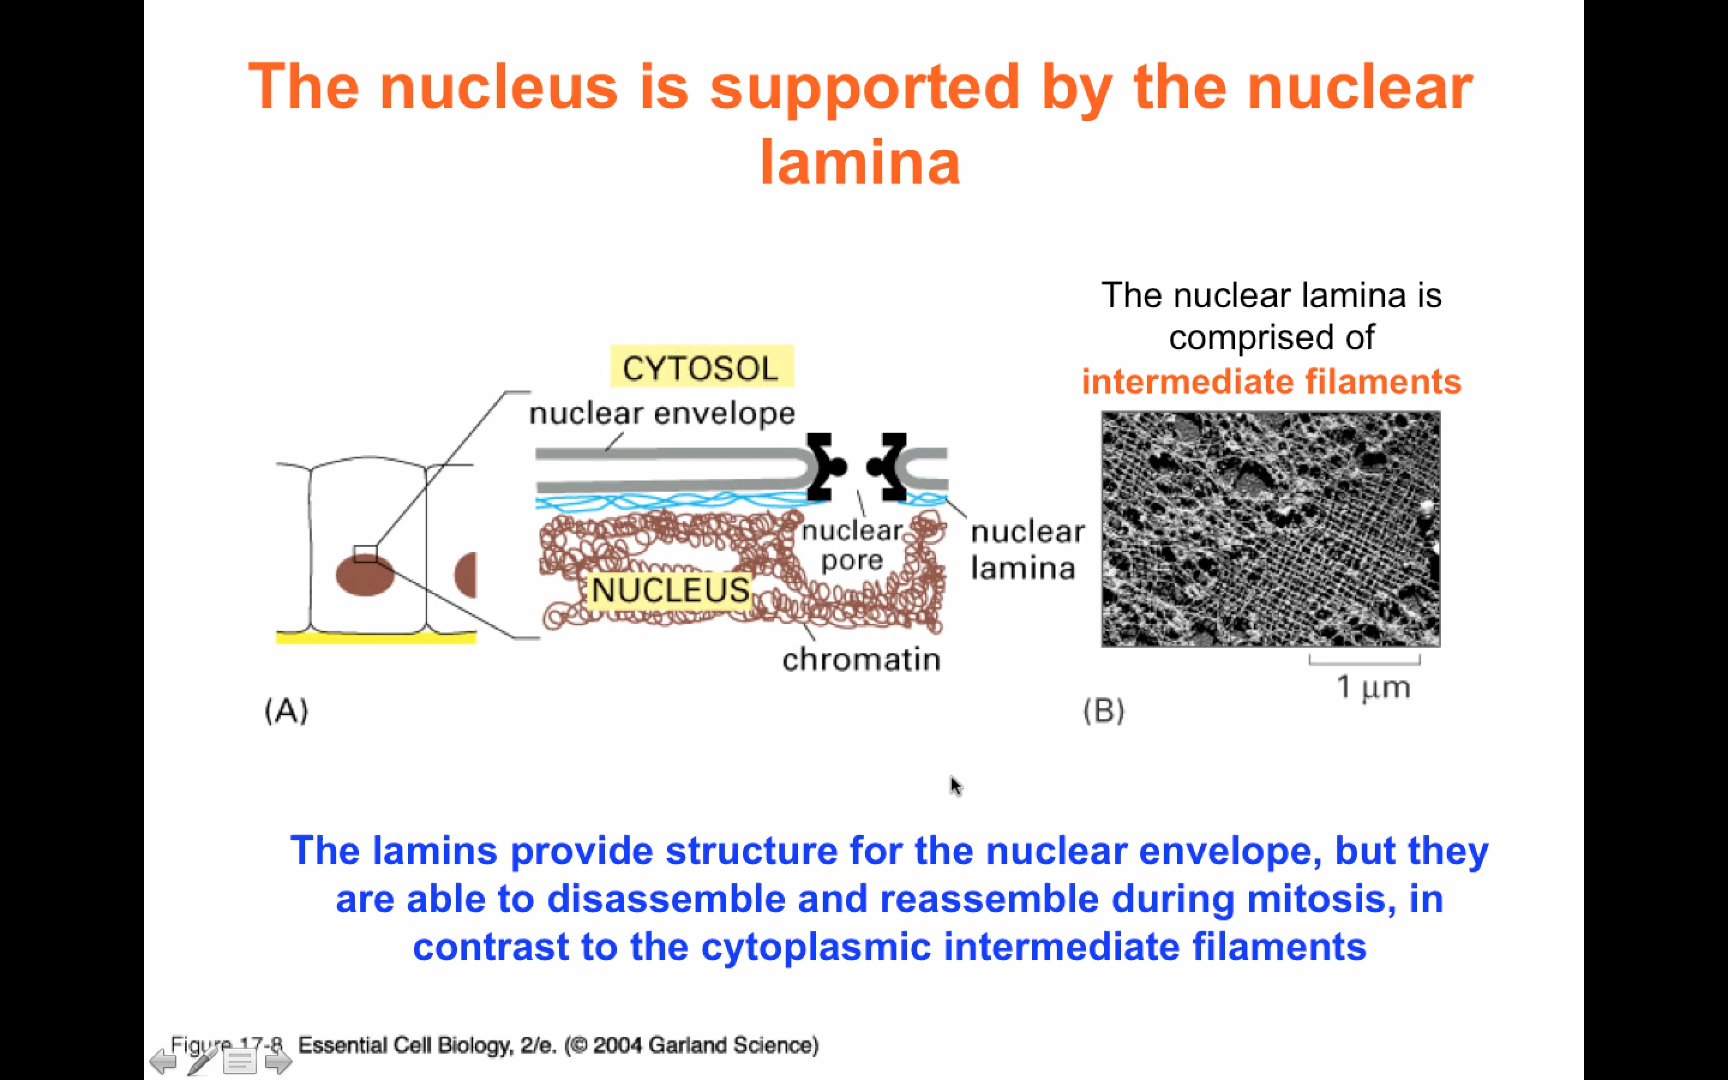 The nucleus is supported by the nuclear
lamina
The nuclear lamina is
comprised of
intermediate filaments
CYTOSOL
nuclear envelope
nuclear
pore
nuclear
lamina
NUCLEUS
chromatin
1 μm
(A)
(B)
The lamins provide structure for the nuclear envelope, but they
are able to disassemble and reassemble during mitosis, in
contrast to the cytoplasmic intermediate filaments
Figure 17-8 Essential Cell Biology, 2/e. (© 2004 Garland Science)